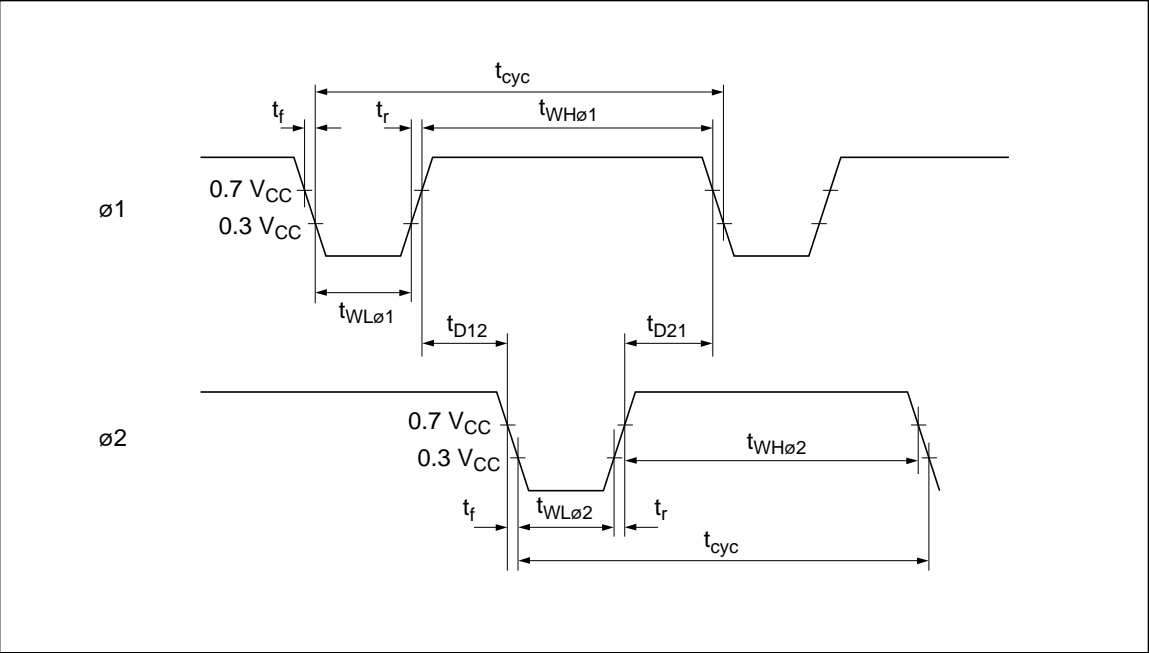 tcyc
tf
tr
tWHø1
0.7 VCC
ø1
0.3 VCC
tWLø1
tD12
tD21
0.7 VCC
ø2
tWHø2
0.3 VCC
tf
tWLø2
tr
tcyc